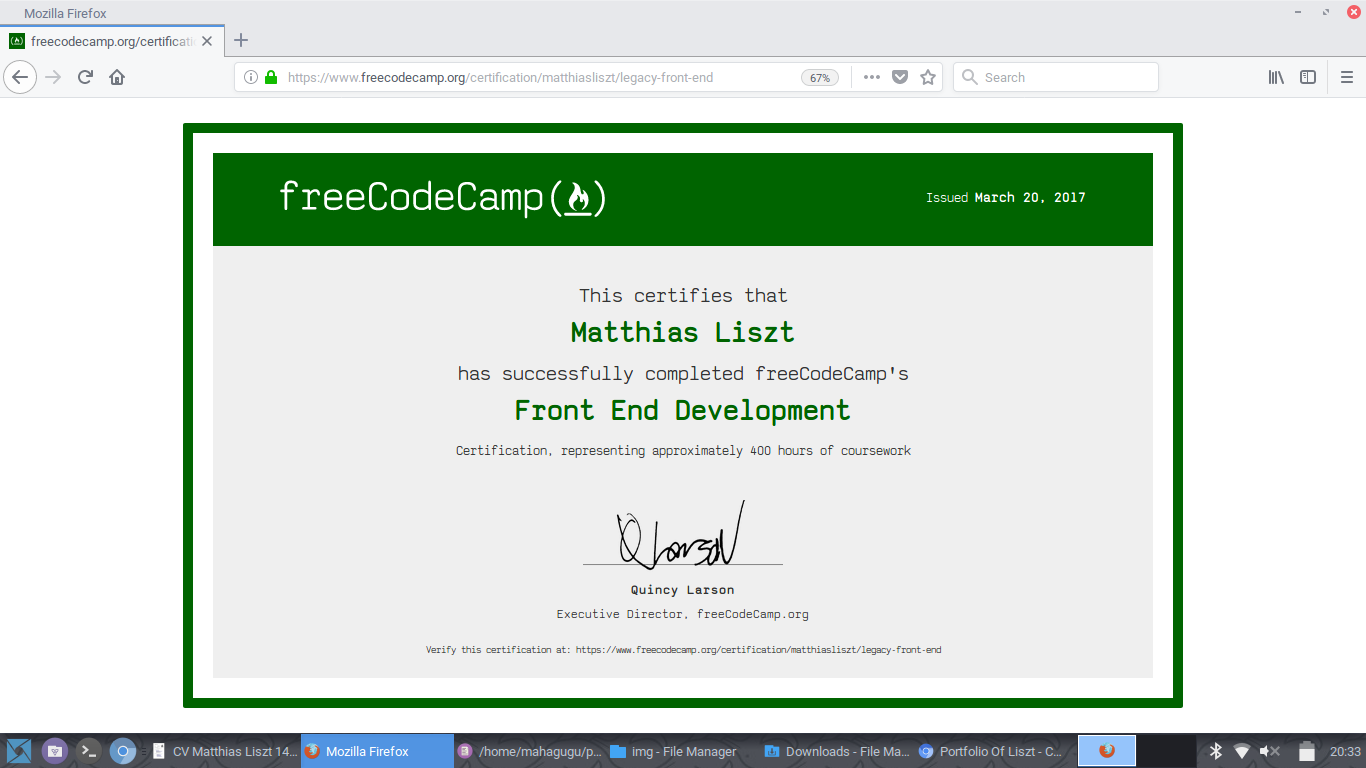 Mozilla Firefox
freecodecamp.org/certificati
https://www.freecodecamp.org/certification/matthiasliszt/legacy-front-end
67%
Search
freeCodeCamp
Issued March 20, 2017
This certifies that
Matthias Liszt
has successfully completed freeCodeCamp's
Front End Development
Certification, representing approximately 400 hours of coursework
Q Larson
Quincy Larson
Executive Director, freeCodeCamp.org
Verify this certification at: https://www.freecodecamp.org/certification/matthiasliszt/legacy-front-end
CV Matthias Liszt 14...
Mozilla Firefox
/home/mahagugu/p...
img - File Manager
Downloads - File Ma...
Portfolio Of Liszt - C...
20:33